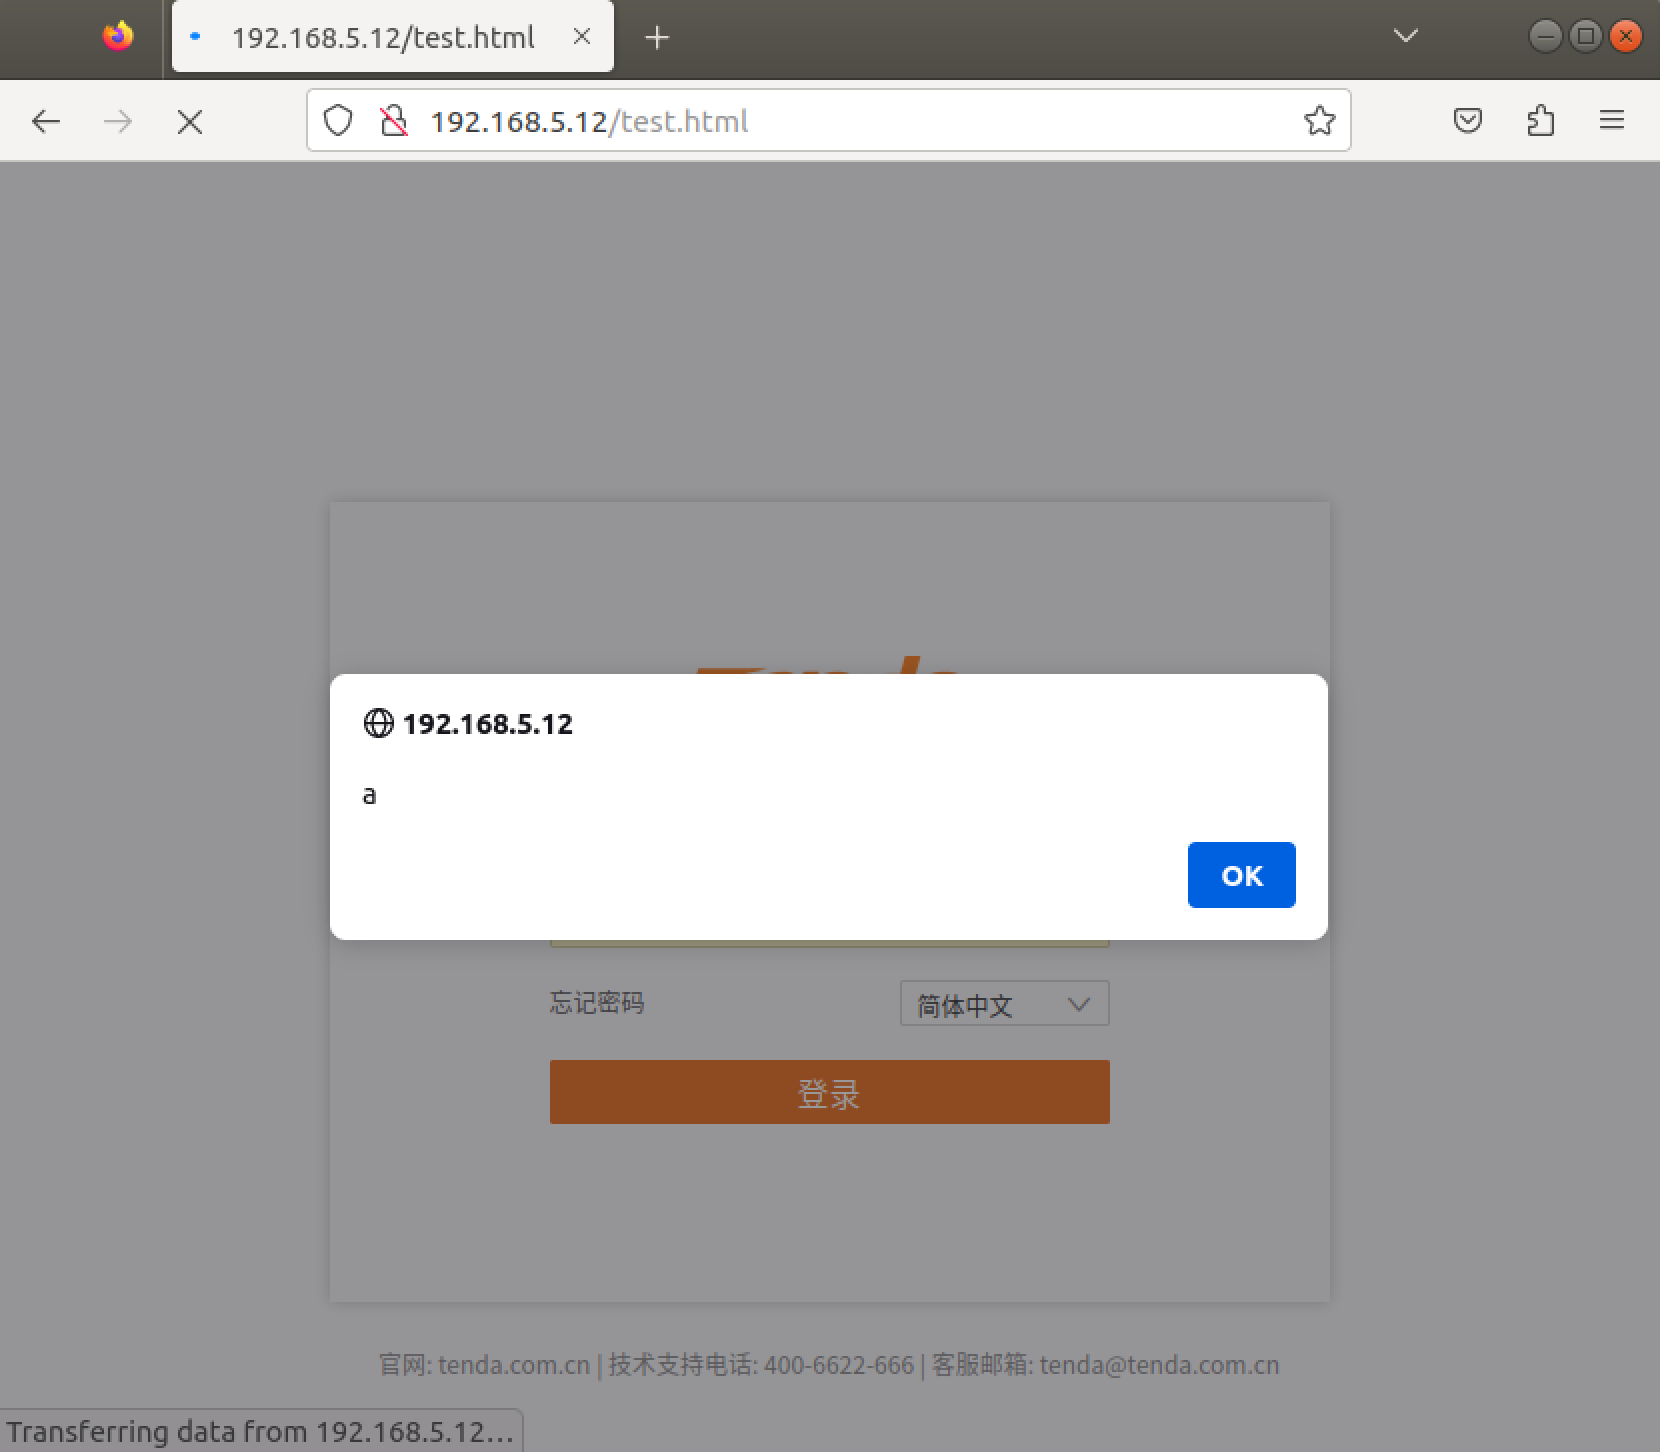 192.168.5.12/test.html
192.168.5.12/test.html
192.168.5.12
a
OK
忘记密码
简体中文
登录
官网: tenda.com.cn | 技术支持电话: 400-6622-666 | 客服邮箱: tenda@tenda.com.cn
Transferring data from 192.168.5.12...